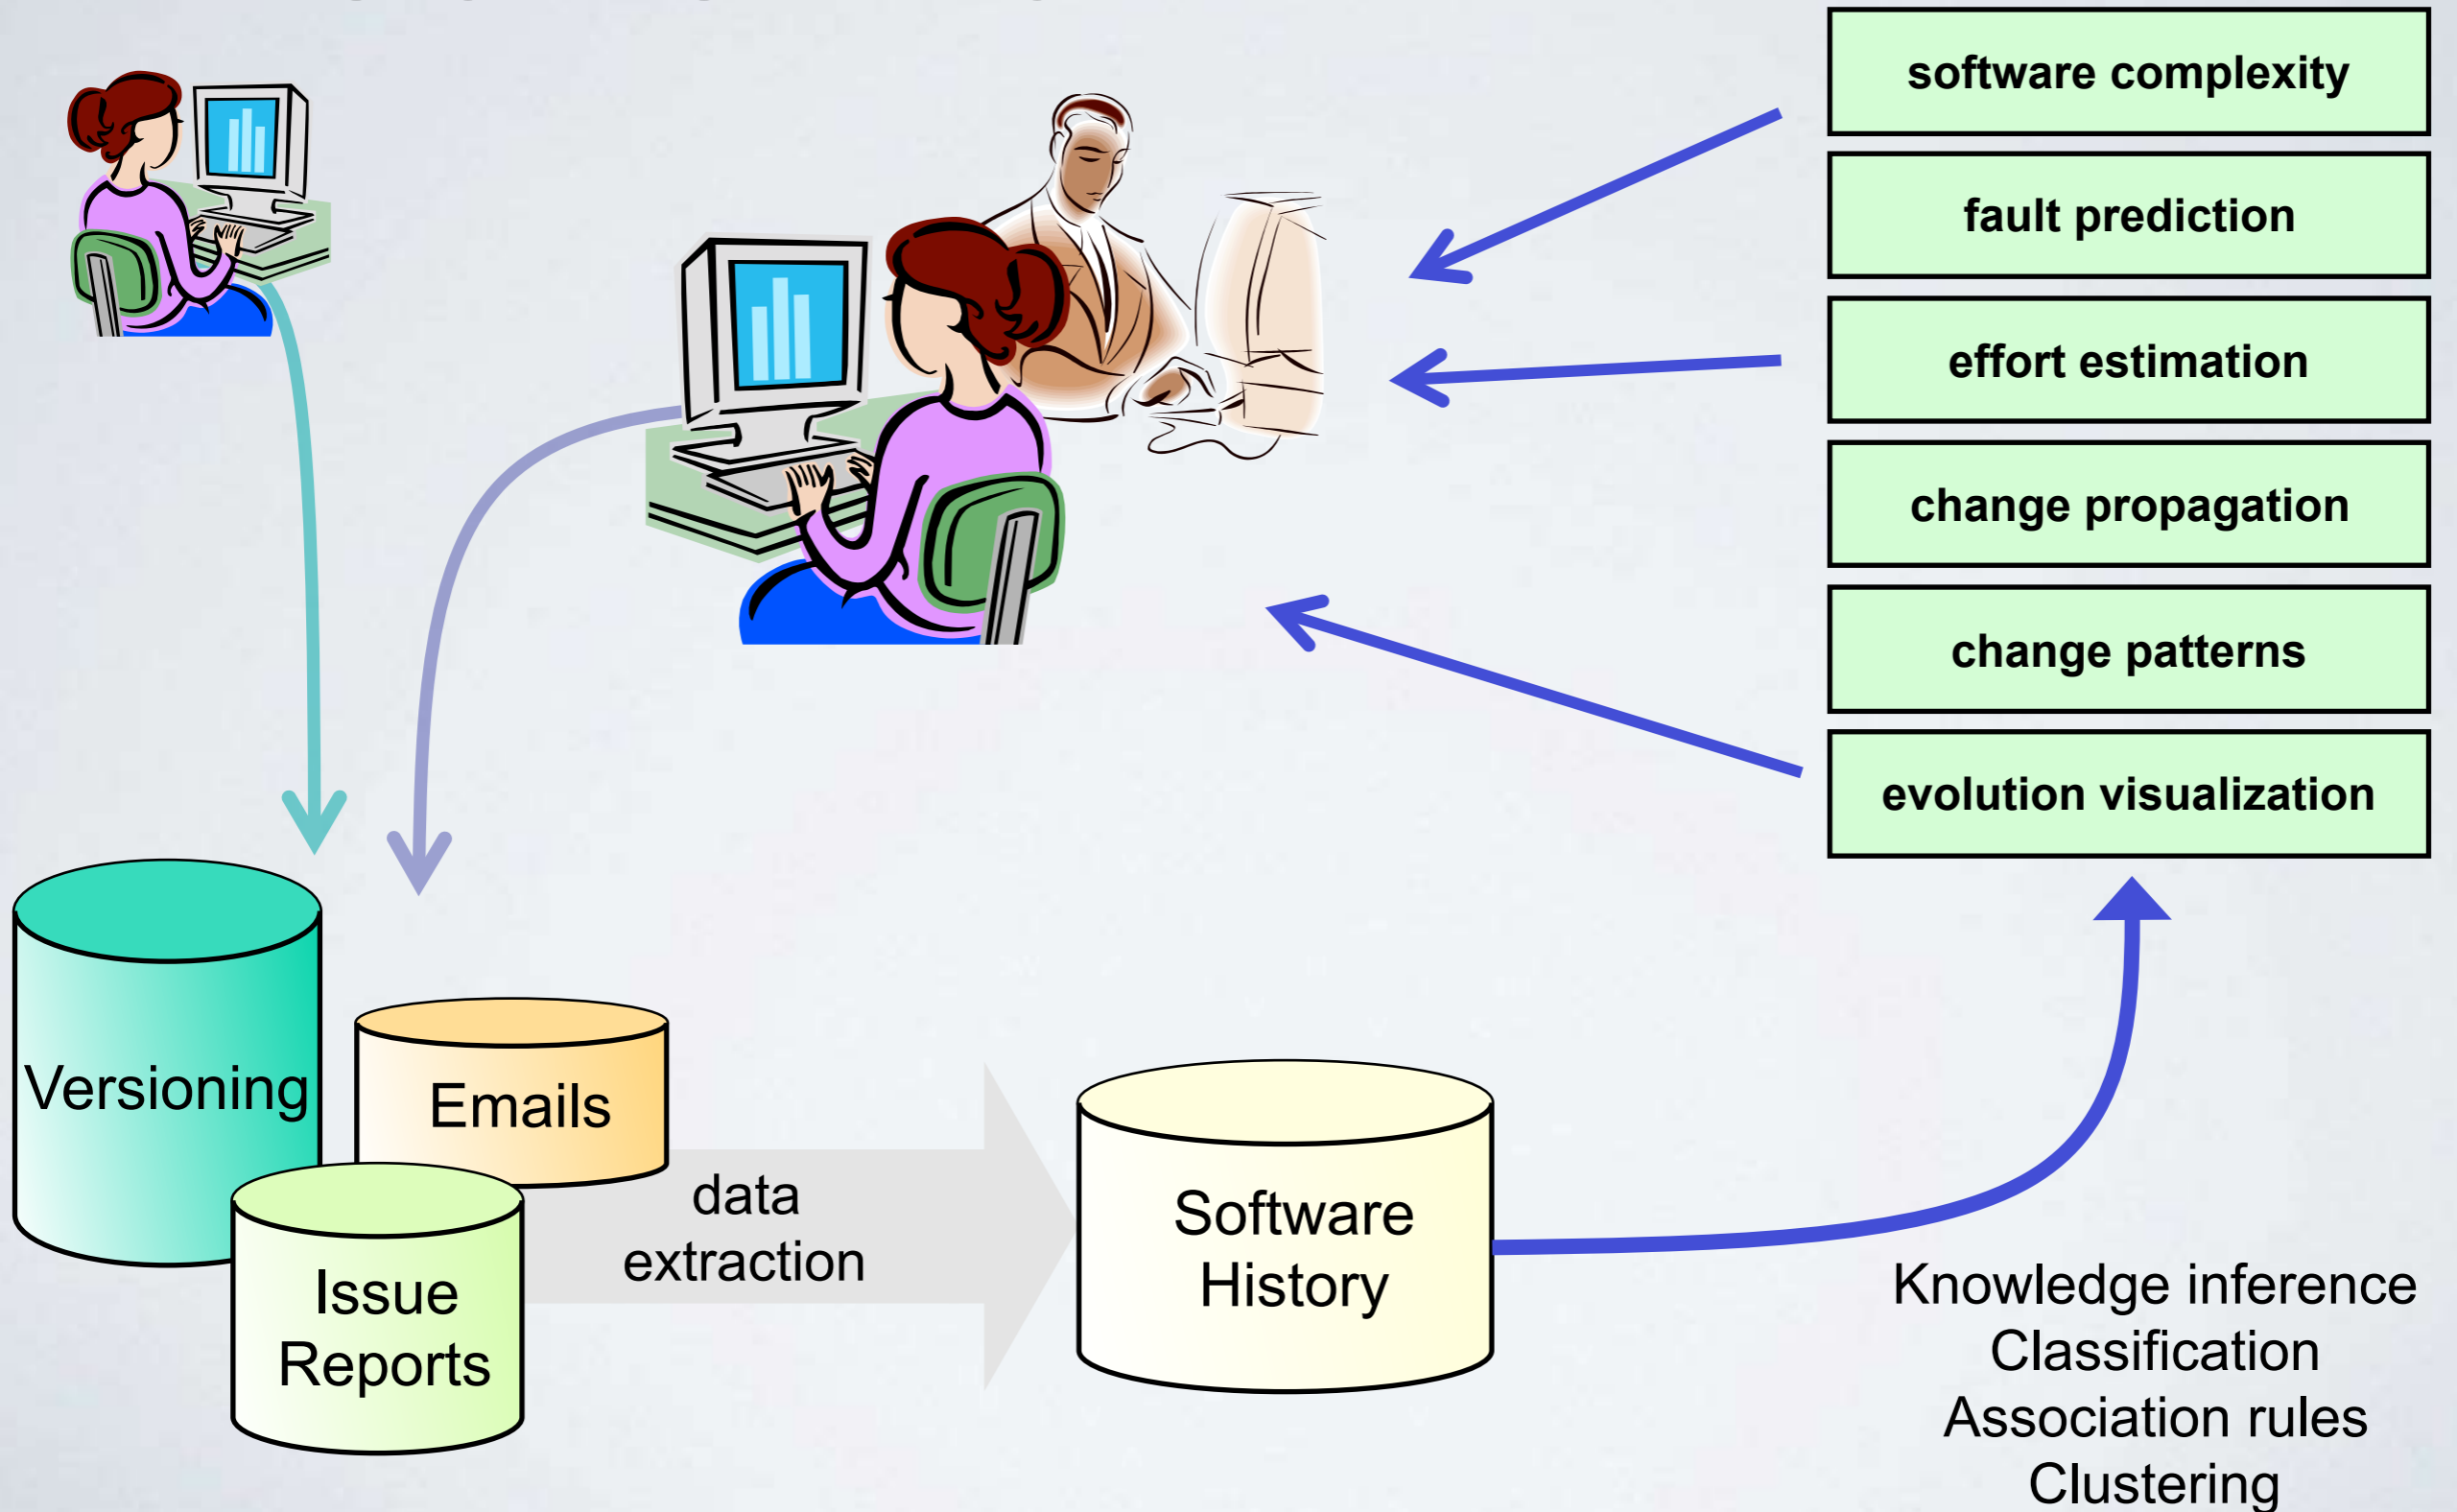 software complexity
fault prediction
effort estimation
change propagation
change patterns
evolution visualization
Versioning
Emails
Issue
Reports
data
extraction
Software
History
Knowledge inference
Classification
Association rules
Clustering